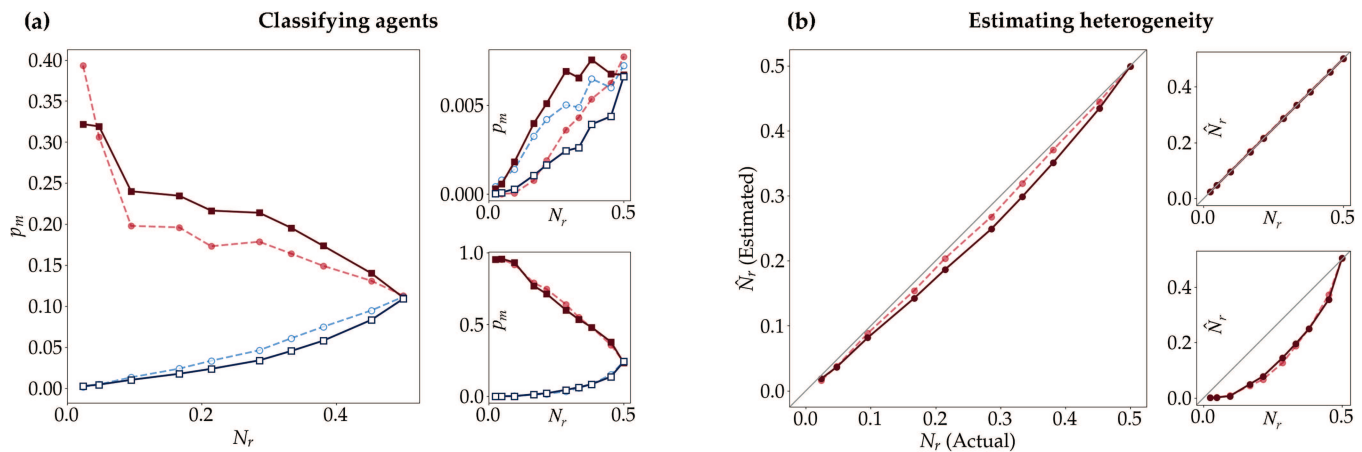 (a) Classifying agents
0.40
0.35
0.30
0.25
0.20
0.15
0.10
0.05
0.00
p_m
0.0 0.2 0.4
N_r
0.005
0.000
p_m
0.0 0.5
N_r
1.0
0.5
0.0
p_m
0.0 0.5
N_r
(b) Estimating heterogeneity
0.5
0.4
0.3
0.2
0.1
0.0
N̂_r (Estimated)
0.0 0.1 0.2 0.3 0.4 0.5
N_r (Actual)
0.4
0.2
0.0
N̂_r
0.0 0.5
N_r
0.4
0.2
0.0
N̂_r
0.0 0.5
N_r